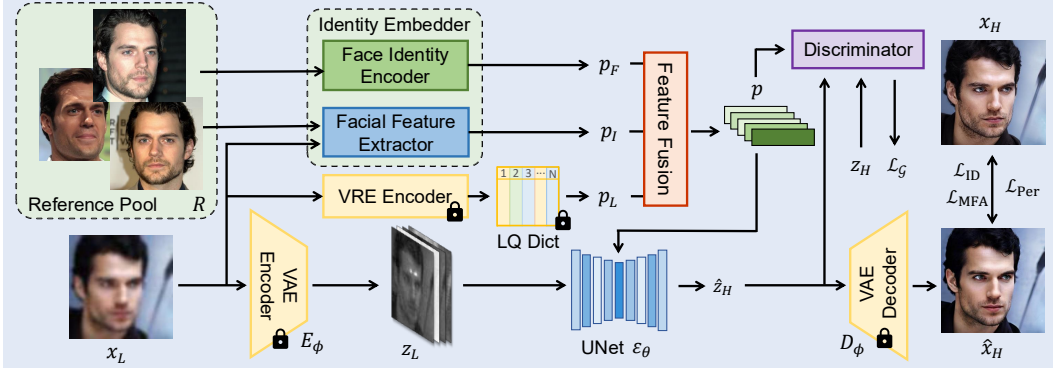 Identity Embedder
Face Identity
Encoder
Facial Feature
Extractor
Reference Pool R
VRE Encoder
1 2 3 ··· N
LQ Dict
p_F
p_I
p_L
Feature Fusion
p
Discriminator
z_H
ℒ_𝒢
x_H
ℒ_ID
ℒ_MFA
ℒ_Per
x_L
VAE
Encoder
E_ϕ
z_L
UNet ε_θ
ẑ_H
VAE
Decoder
D_ϕ
x̂_H